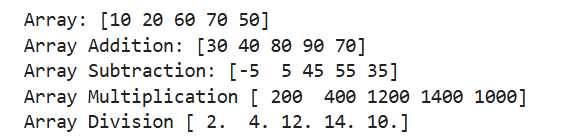 Array: [10 20 60 70 50]
Array Addition: [30 40 80 90 70]
Array Subtraction: [-5  5 45 55 35]
Array Multiplication [ 200  400 1200 1400 1000]
Array Division [ 2.  4. 12. 14. 10.]